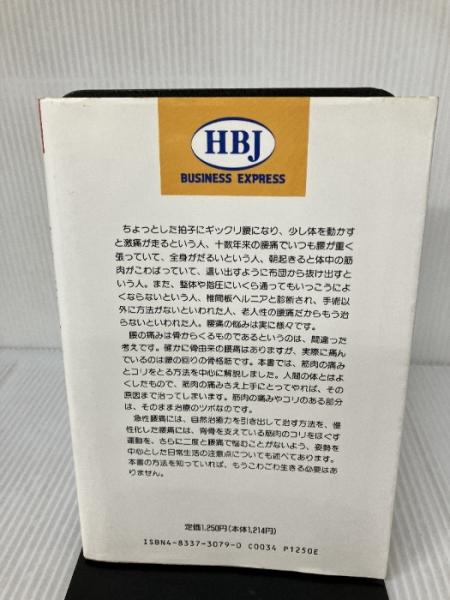 HBJ
BUSINESS EXPRESS
ちょっとした拍子にギックリ腰になり、少し体を動かす
と激痛が走るという人、十数年来の腰痛でいつも腰が重く
張っていて、全身がだるいという人、朝起きると体中の筋
肉がこわばっていて、這い出すように布団から抜け出すと
いう人。また、整体や指圧にいくら通ってもいっこうによ
くならないという人、椎間板ヘルニアと診断され、手術以
外に方法がないといわれた人、老人性の腰痛だからもう治
らないといわれた人。腰痛の悩みは実に様々です。
腰の痛みは骨からくるものであるというのは、間違った
考えです。確かに骨由来の腰痛はありますが、実際に痛ん
でいるのは腰の回りの骨格筋です。本書では、筋肉の痛み
とコリをとる方法を中心に解説しました。人間の体とはよ
くしたもので、筋肉の痛みさえ上手にとってやれば、その
原因まで治ってしまいます。筋肉の痛みやコリのある部分
は、そのまま治療のツボなのです。
急性腰痛には、自然治癒力を引き出して治す方法を、慢
性化した腰痛には、脊骨を支えている筋肉のコリをほぐす
運動を、さらに二度と腰痛で悩むことがないよう、姿勢を
中心とした日常生活の注意点についても述べてあります。
本書の方法を知っていれば、もうこわごわ生きる必要はあ
りません。
定価1,250円(本体1,214円)
ISBN4-8337-3079-0 C0034 P1250E